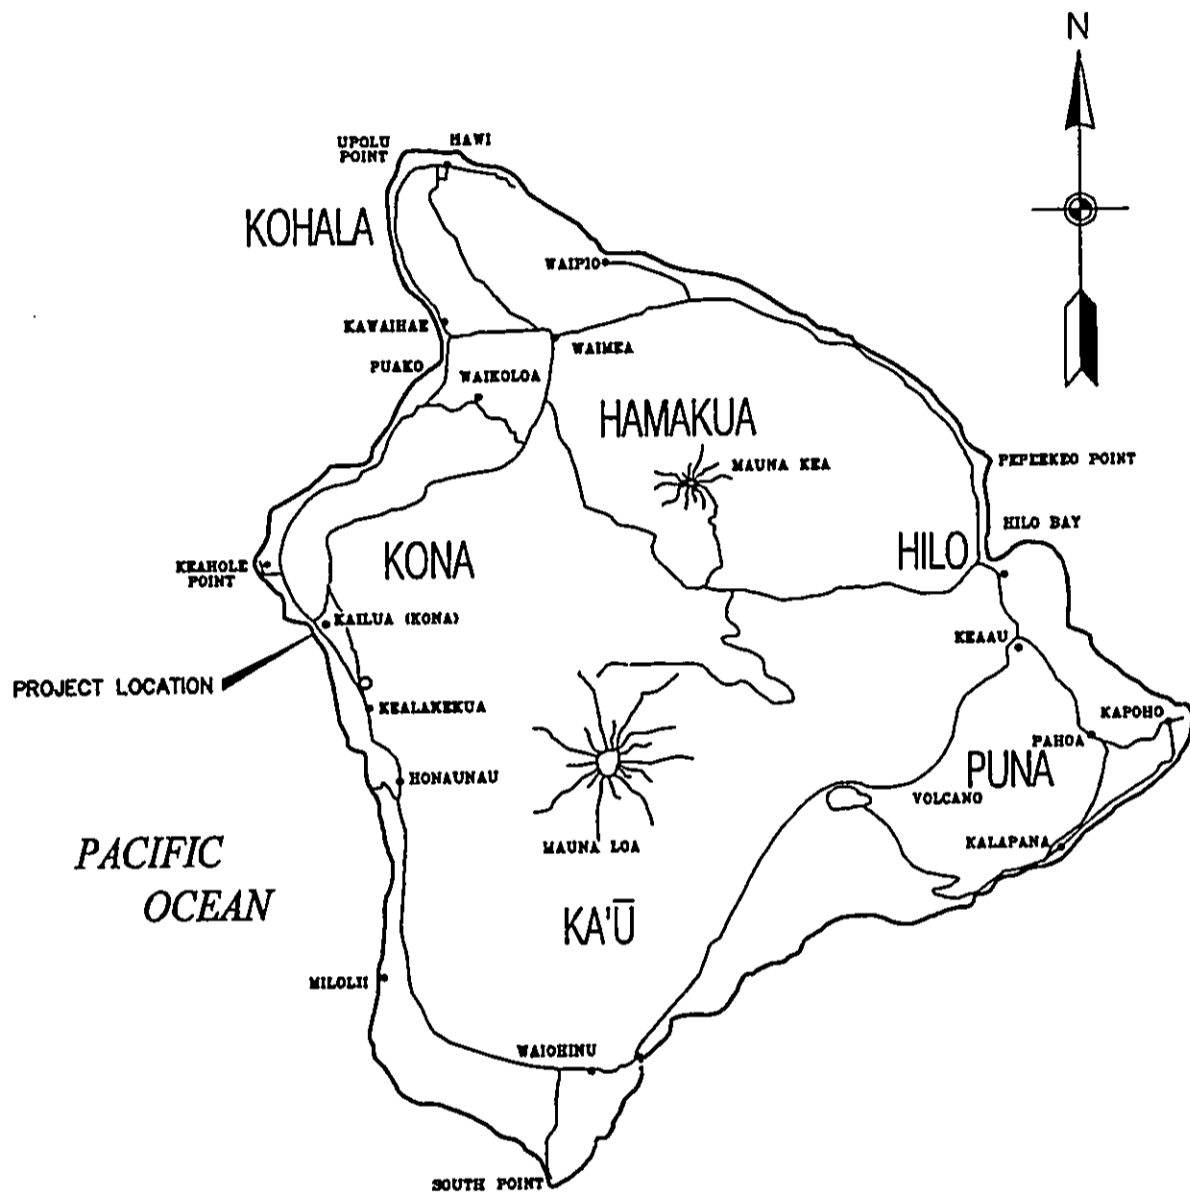 N
UPOLU
POINT
HAWI
KOHALA
WAIPIO
KAWAIHAE
WAIMEA
PUAKO
WAIKOLOA
HAMAKUA
MAUNA KEA
PEPEEKEO POINT
HILO BAY
HILO
KONA
KEAHOLE
POINT
KAILUA (KONA)
KEAAU
PROJECT LOCATION
KEALAKEKUA
KAPOHO
PAHOA
PUNA
HONAUNAU
VOLCANO
KALAPANA
MAUNA LOA
PACIFIC
OCEAN
KA'Ū
MILOLII
WAIOHINU
SOUTH POINT